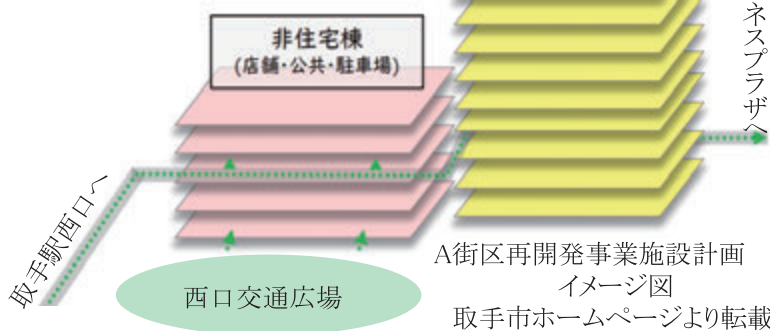 非住宅棟
(店舗・公共・駐車場)
ネスプラザへ
取手駅西口へ
西口交通広場
A街区再開発事業施設計画
イメージ図
取手市ホームページより転載